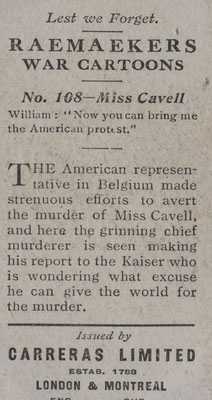 Lest we Forget.
RAEMAEKERS
WAR CARTOONS
No. 108—Miss Cavell
William: "Now you can bring me
the American protest."
THE American represen-
tative in Belgium made
strenuous efforts to avert
the murder of Miss Cavell,
and here the grinning chief
murderer is seen making
his report to the Kaiser who
is wondering what excuse
he can give the world for
the murder.
Issued by
CARRERAS LIMITED
ESTAB. 1788
LONDON & MONTREAL